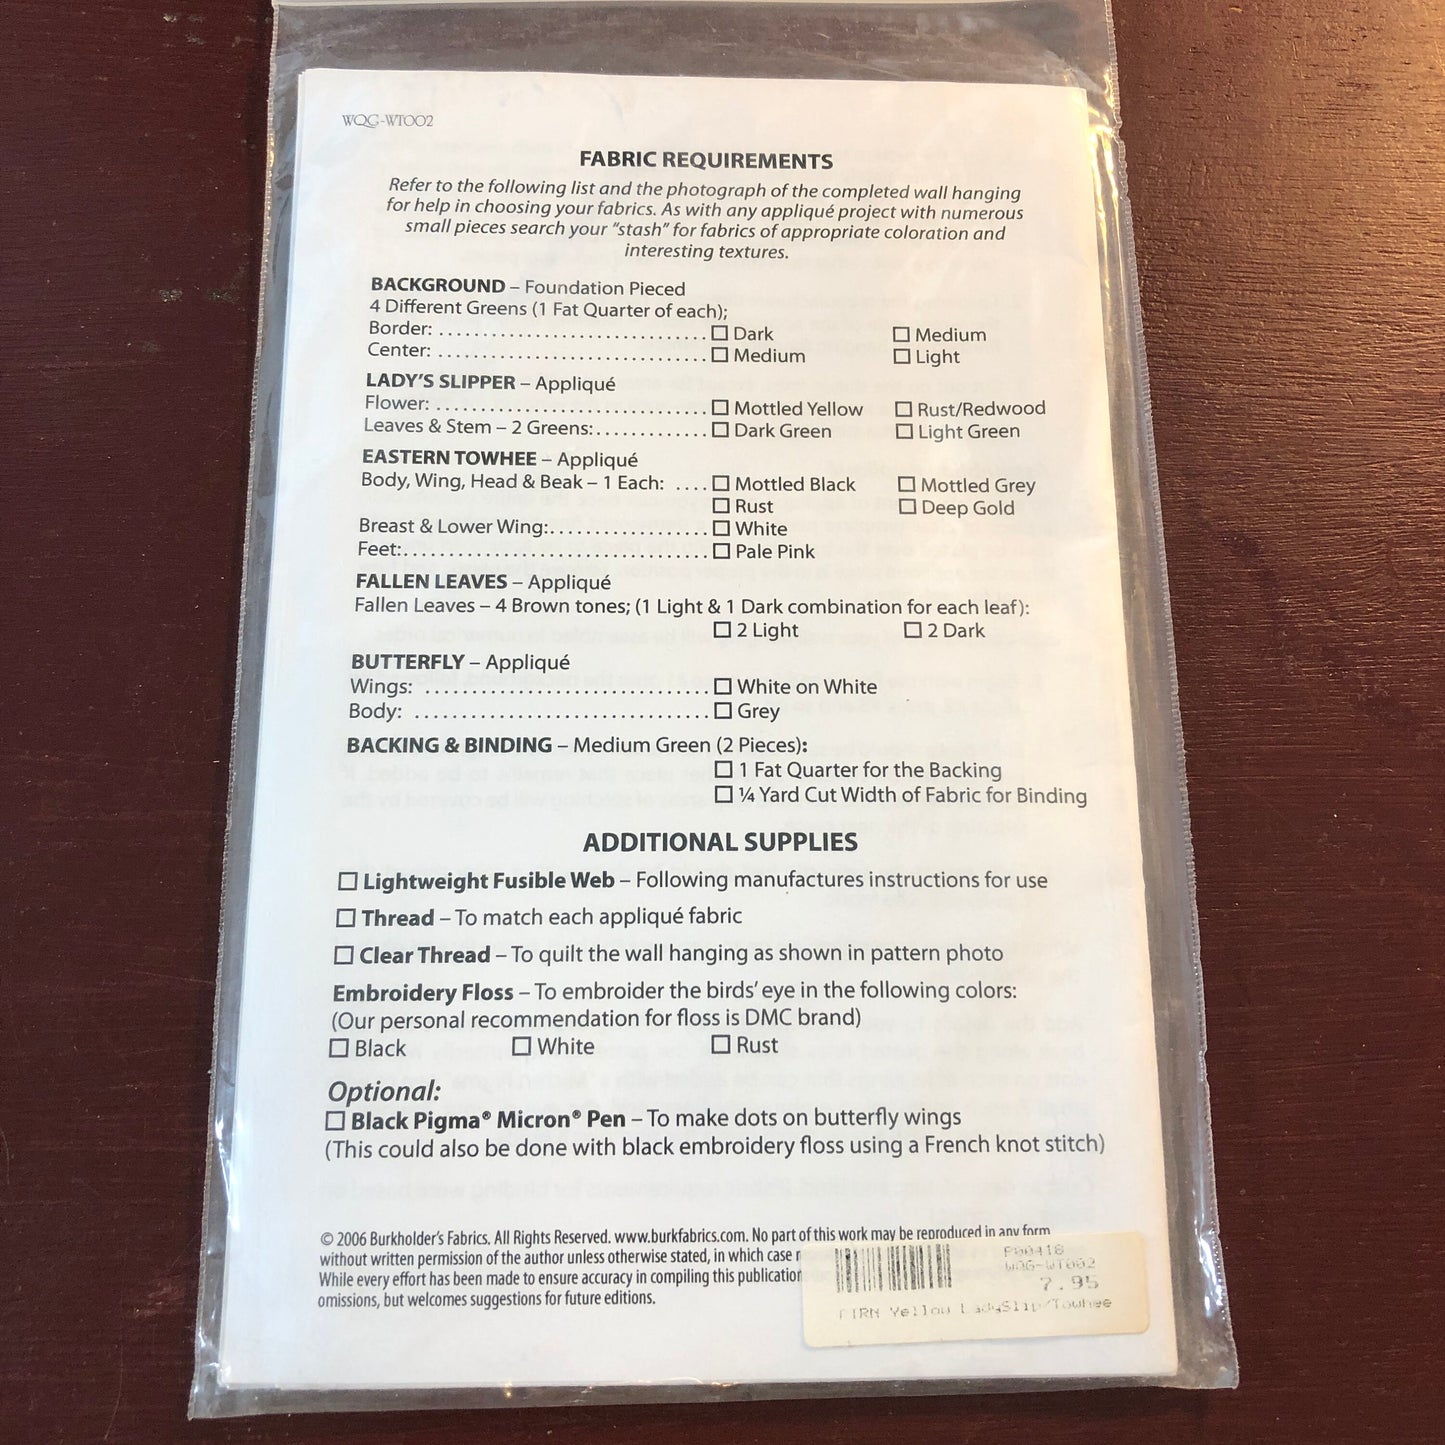 WQG-WT002
FABRIC REQUIREMENTS
Refer to the following list and the photograph of the completed wall hanging
for help in choosing your fabrics. As with any appliqué project with numerous
small pieces search your "stash" for fabrics of appropriate coloration and
interesting textures.
BACKGROUND – Foundation Pieced
4 Different Greens (1 Fat Quarter of each);
Border: ☐ Dark ☐ Medium
Center: ☐ Medium ☐ Light
LADY'S SLIPPER – Appliqué
Flower: ☐ Mottled Yellow ☐ Rust/Redwood
Leaves & Stem – 2 Greens: ☐ Dark Green ☐ Light Green
EASTERN TOWHEE – Appliqué
Body, Wing, Head & Beak – 1 Each: ☐ Mottled Black ☐ Mottled Grey
☐ Rust ☐ Deep Gold
Breast & Lower Wing: ☐ White
Feet: ☐ Pale Pink
FALLEN LEAVES – Appliqué
Fallen Leaves – 4 Brown tones; (1 Light & 1 Dark combination for each leaf):
☐ 2 Light ☐ 2 Dark
BUTTERFLY – Appliqué
Wings: ☐ White on White
Body: ☐ Grey
BACKING & BINDING – Medium Green (2 Pieces):
☐ 1 Fat Quarter for the Backing
☐ ¼ Yard Cut Width of Fabric for Binding
ADDITIONAL SUPPLIES
☐ Lightweight Fusible Web – Following manufactures instructions for use
☐ Thread – To match each appliqué fabric
☐ Clear Thread – To quilt the wall hanging as shown in pattern photo
Embroidery Floss – To embroider the birds' eye in the following colors:
(Our personal recommendation for floss is DMC brand)
☐ Black ☐ White ☐ Rust
Optional:
☐ Black Pigma® Micron® Pen – To make dots on butterfly wings
(This could also be done with black embroidery floss using a French knot stitch)
© 2006 Burkholder's Fabrics. All Rights Reserved. www.burkfabrics.com. No part of this work may be reproduced in any form
without written permission of the author unless otherwise stated, in which case
While every effort has been made to ensure accuracy in compiling this publication
omissions, but welcomes suggestions for future editions.
P00418
WQG-WT002
7.95
Yellow LadySlip/Towhee